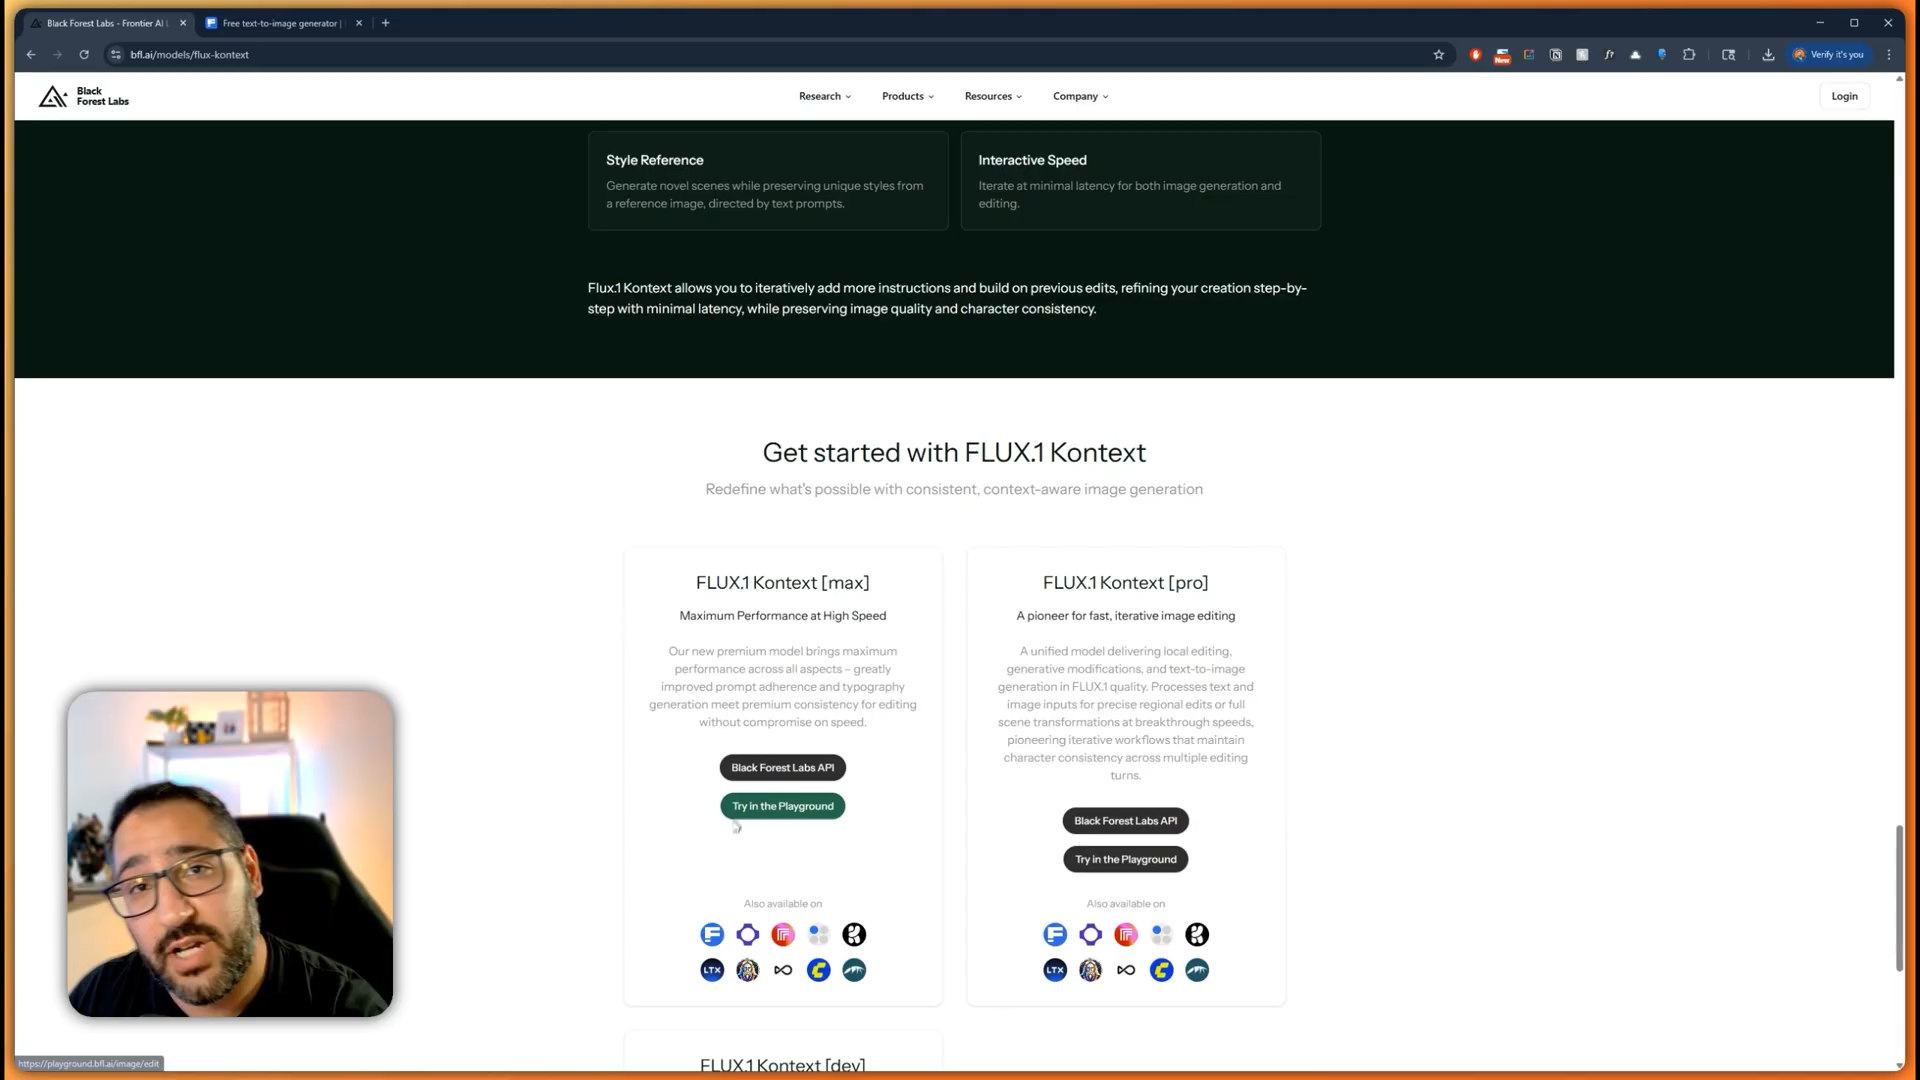 Black Forest Labs - Frontier AI L
Free text-to-image generator |
bfl.ai/models/flux-kontext
New
Verify it's you
Black
Forest Labs
Research
Products
Resources
Company
Login
Style Reference
Generate novel scenes while preserving unique styles from
a reference image, directed by text prompts.
Interactive Speed
Iterate at minimal latency for both image generation and
editing.
Flux.1 Kontext allows you to iteratively add more instructions and build on previous edits, refining your creation step-by-
step with minimal latency, while preserving image quality and character consistency.
Get started with FLUX.1 Kontext
Redefine what's possible with consistent, context-aware image generation
FLUX.1 Kontext [max]
Maximum Performance at High Speed
Our new premium model brings maximum
performance across all aspects – greatly
improved prompt adherence and typography
generation meet premium consistency for editing
without compromise on speed.
Black Forest Labs API
Try in the Playground
Also available on
LTX
FLUX.1 Kontext [pro]
A pioneer for fast, iterative image editing
A unified model delivering local editing,
generative modifications, and text-to-image
generation in FLUX.1 quality. Processes text and
image inputs for precise regional edits or full
scene transformations at breakthrough speeds,
pioneering iterative workflows that maintain
character consistency across multiple editing
turns.
Black Forest Labs API
Try in the Playground
Also available on
LTX
FLUX.1 Kontext [dev]
https://playground.bfl.ai/image/edit